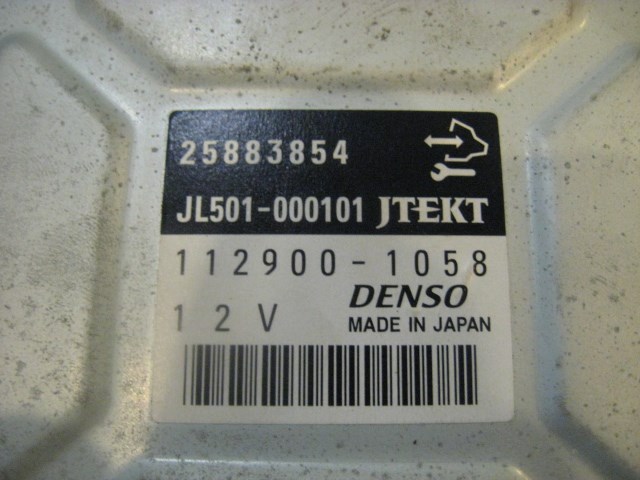 25883854
JL501-000101 JTEKT
112900-1058
DENSO
12V MADE IN JAPAN